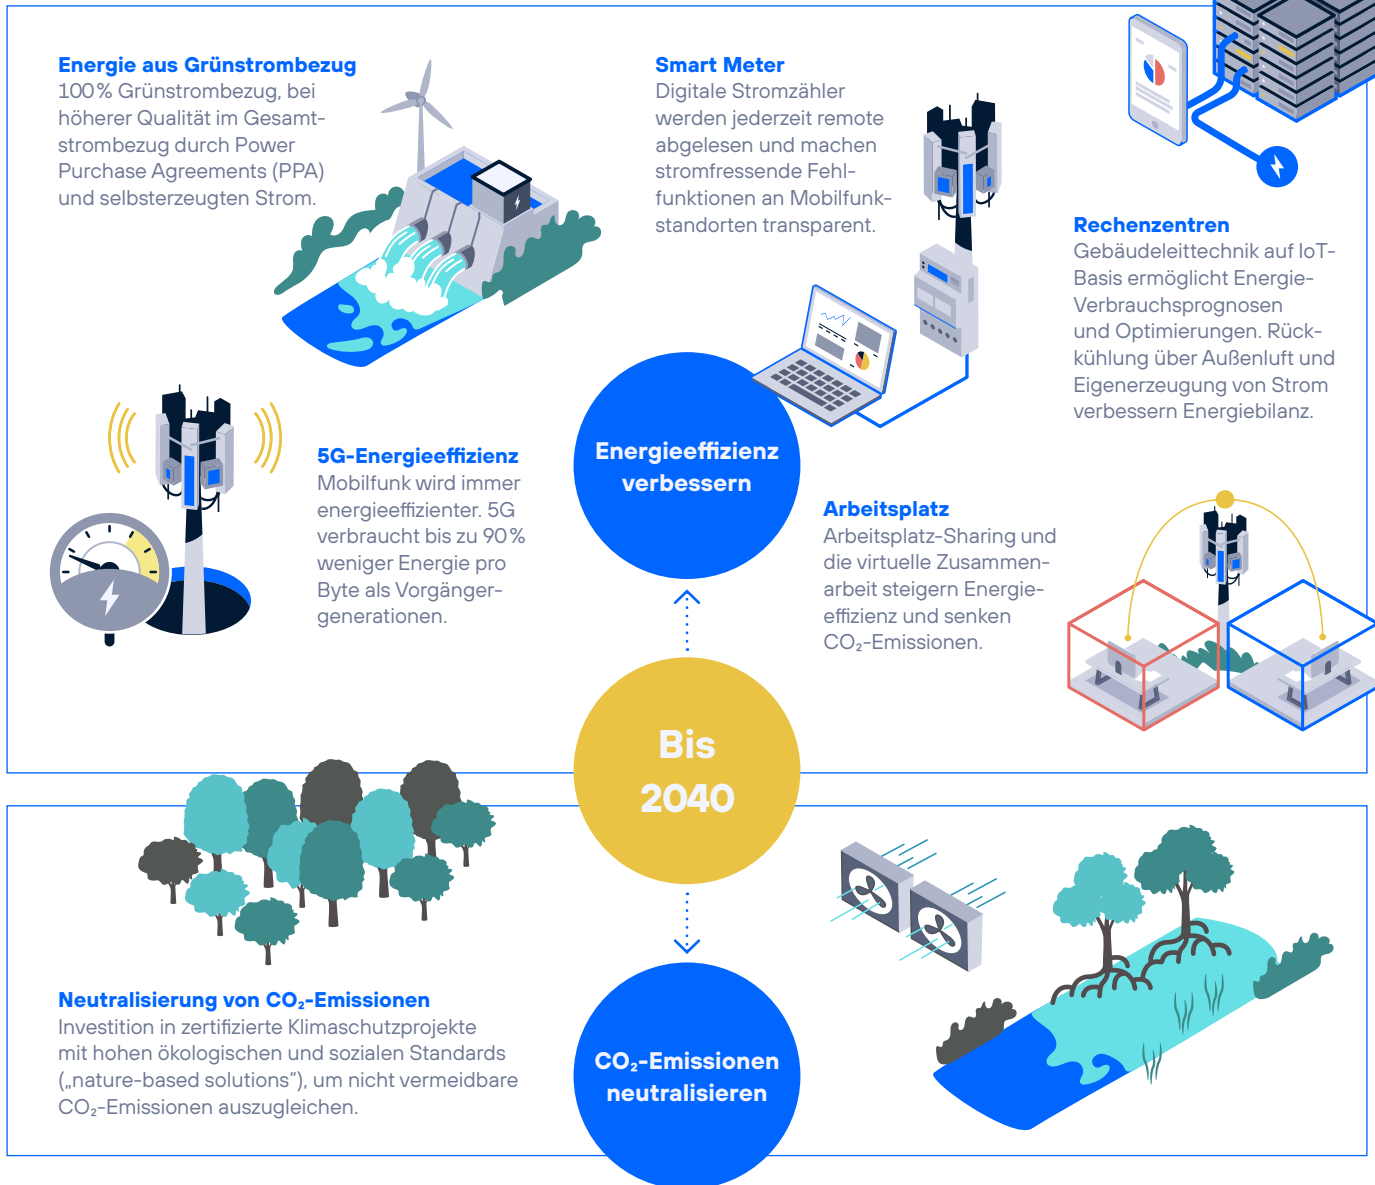 Energie aus Grünstrombezug
100 % Grünstrombezug, bei
höherer Qualität im Gesamt-
strombezug durch Power
Purchase Agreements (PPA)
und selbsterzeugten Strom.
Smart Meter
Digitale Stromzähler
werden jederzeit remote
abgelesen und machen
stromfressende Fehl-
funktionen an Mobilfunk-
standorten transparent.
Rechenzentren
Gebäudeleittechnik auf IoT-
Basis ermöglicht Energie-
Verbrauchsprognosen
und Optimierungen. Rück-
kühlung über Außenluft und
Eigenerzeugung von Strom
verbessern Energiebilanz.
5G-Energieeffizienz
Mobilfunk wird immer
energieeffizienter. 5G
verbraucht bis zu 90 %
weniger Energie pro
Byte als Vorgänger-
generationen.
Energieeffizienz
verbessern
Arbeitsplatz
Arbeitsplatz-Sharing und
die virtuelle Zusammen-
arbeit steigern Energie-
effizienz und senken
CO₂-Emissionen.
Bis
2040
Neutralisierung von CO₂-Emissionen
Investition in zertifizierte Klimaschutzprojekte
mit hohen ökologischen und sozialen Standards
(„nature-based solutions“), um nicht vermeidbare
CO₂-Emissionen auszugleichen.
CO₂-Emissionen
neutralisieren